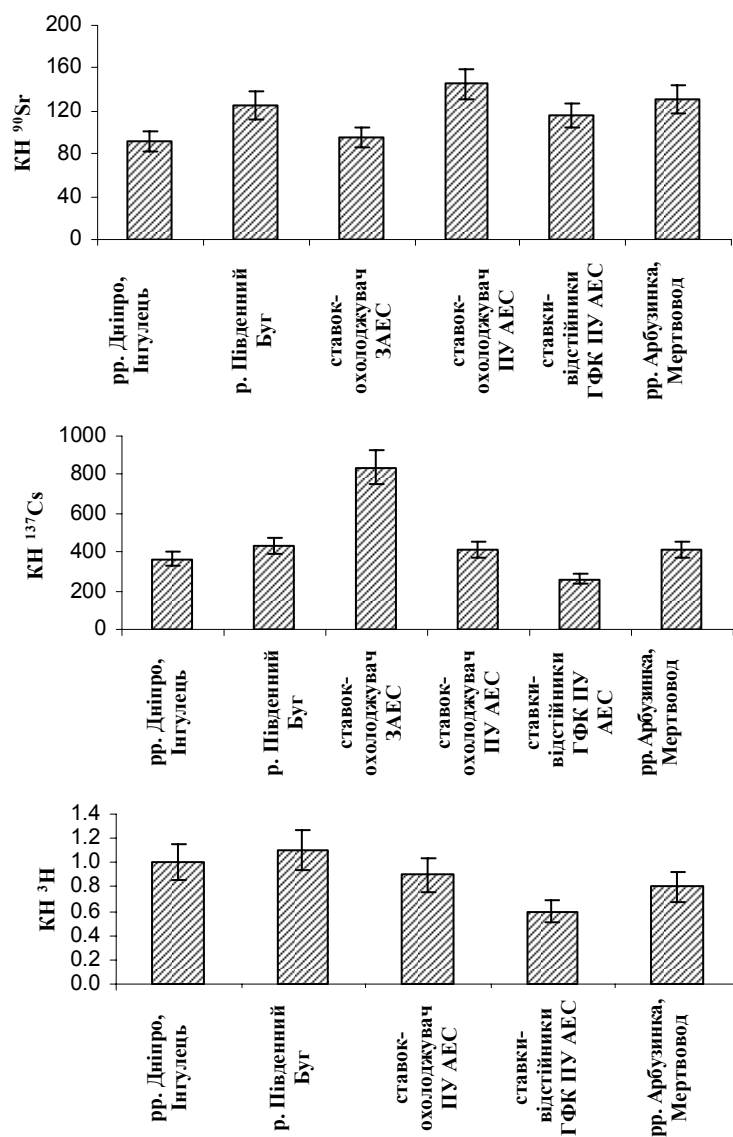 200
160
120
80
40
0
КН ⁹⁰Sr
рр. Дніпро,
Інгулець
р. Південний
Буг
ставок-
охолоджувач
ЗАЕС
ставок-
охолоджувач
ПУ АЕС
ставки-
відстійники
ГФК ПУ АЕС
рр. Арбузинка,
Мертвовод
1000
800
600
400
200
0
КН ¹³⁷Cs
рр. Дніпро,
Інгулець
р. Південний
Буг
ставок-
охолоджувач
ЗАЕС
ставок-
охолоджувач
ПУ АЕС
ставки-
відстійники
ГФК ПУ
АЕС
рр. Арбузинка,
Мертвовод
1.4
1.2
1.0
0.8
0.6
0.4
0.2
0.0
КН ³H
рр. Дніпро,
Інгулець
р. Південний
Буг
ставок-
охолоджувач
ПУ АЕС
ставки-
відстійники
ГФК ПУ АЕС
рр. Арбузинка,
Мертвовод